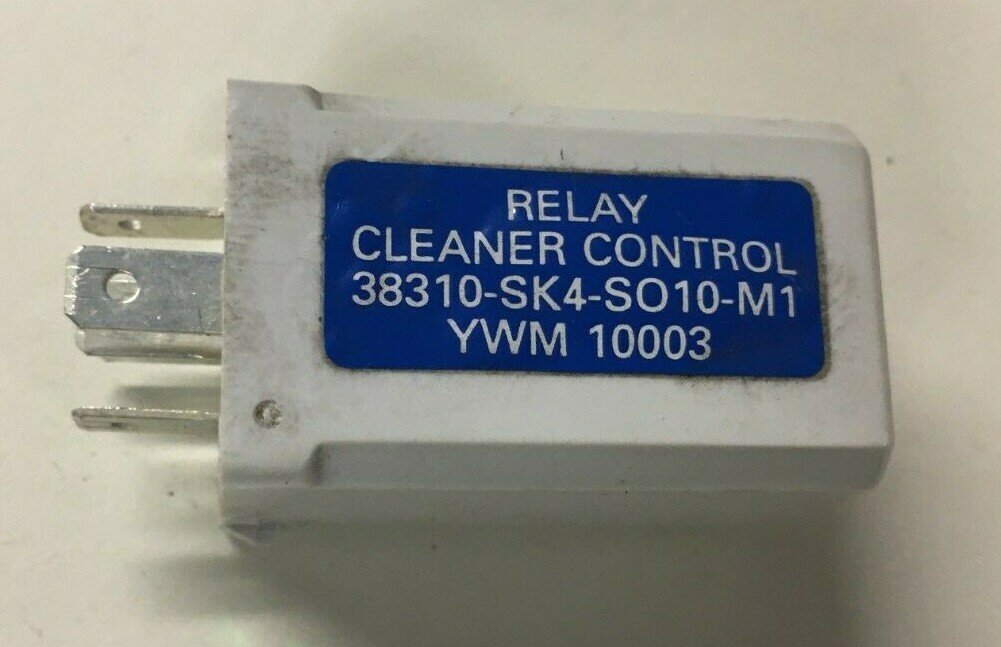 RELAY
CLEANER CONTROL
38310-SK4-SO10-M1
YWM 10003